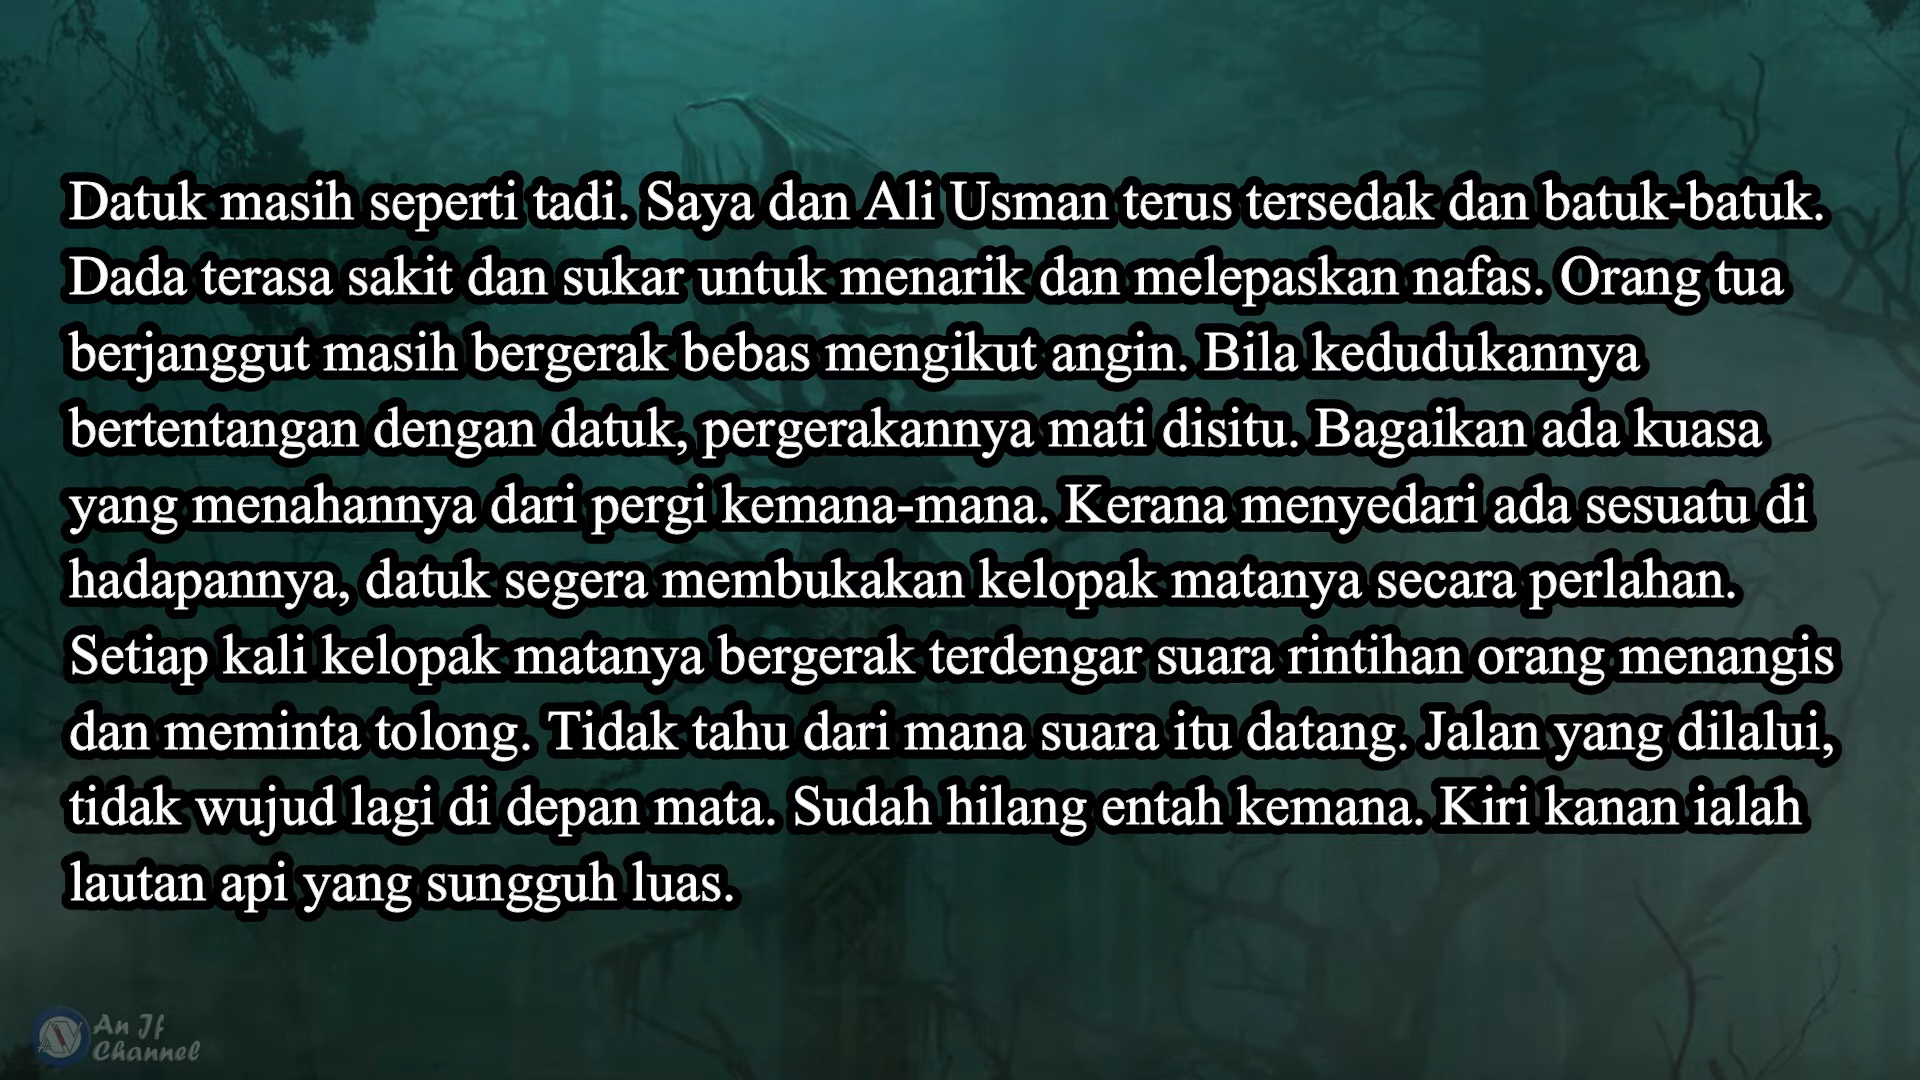 Datuk masih seperti tadi. Saya dan Ali Usman terus tersedak dan batuk-batuk.
Dada terasa sakit dan sukar untuk menarik dan melepaskan nafas. Orang tua
berjanggut masih bergerak bebas mengikut angin. Bila kedudukannya
bertentangan dengan datuk, pergerakannya mati disitu. Bagaikan ada kuasa
yang menahannya dari pergi kemana-mana. Kerana menyedari ada sesuatu di
hadapannya, datuk segera membukakan kelopak matanya secara perlahan.
Setiap kali kelopak matanya bergerak terdengar suara rintihan orang menangis
dan meminta tolong. Tidak tahu dari mana suara itu datang. Jalan yang dilalui,
tidak wujud lagi di depan mata. Sudah hilang entah kemana. Kiri kanan ialah
lautan api yang sungguh luas.
An If
Channel